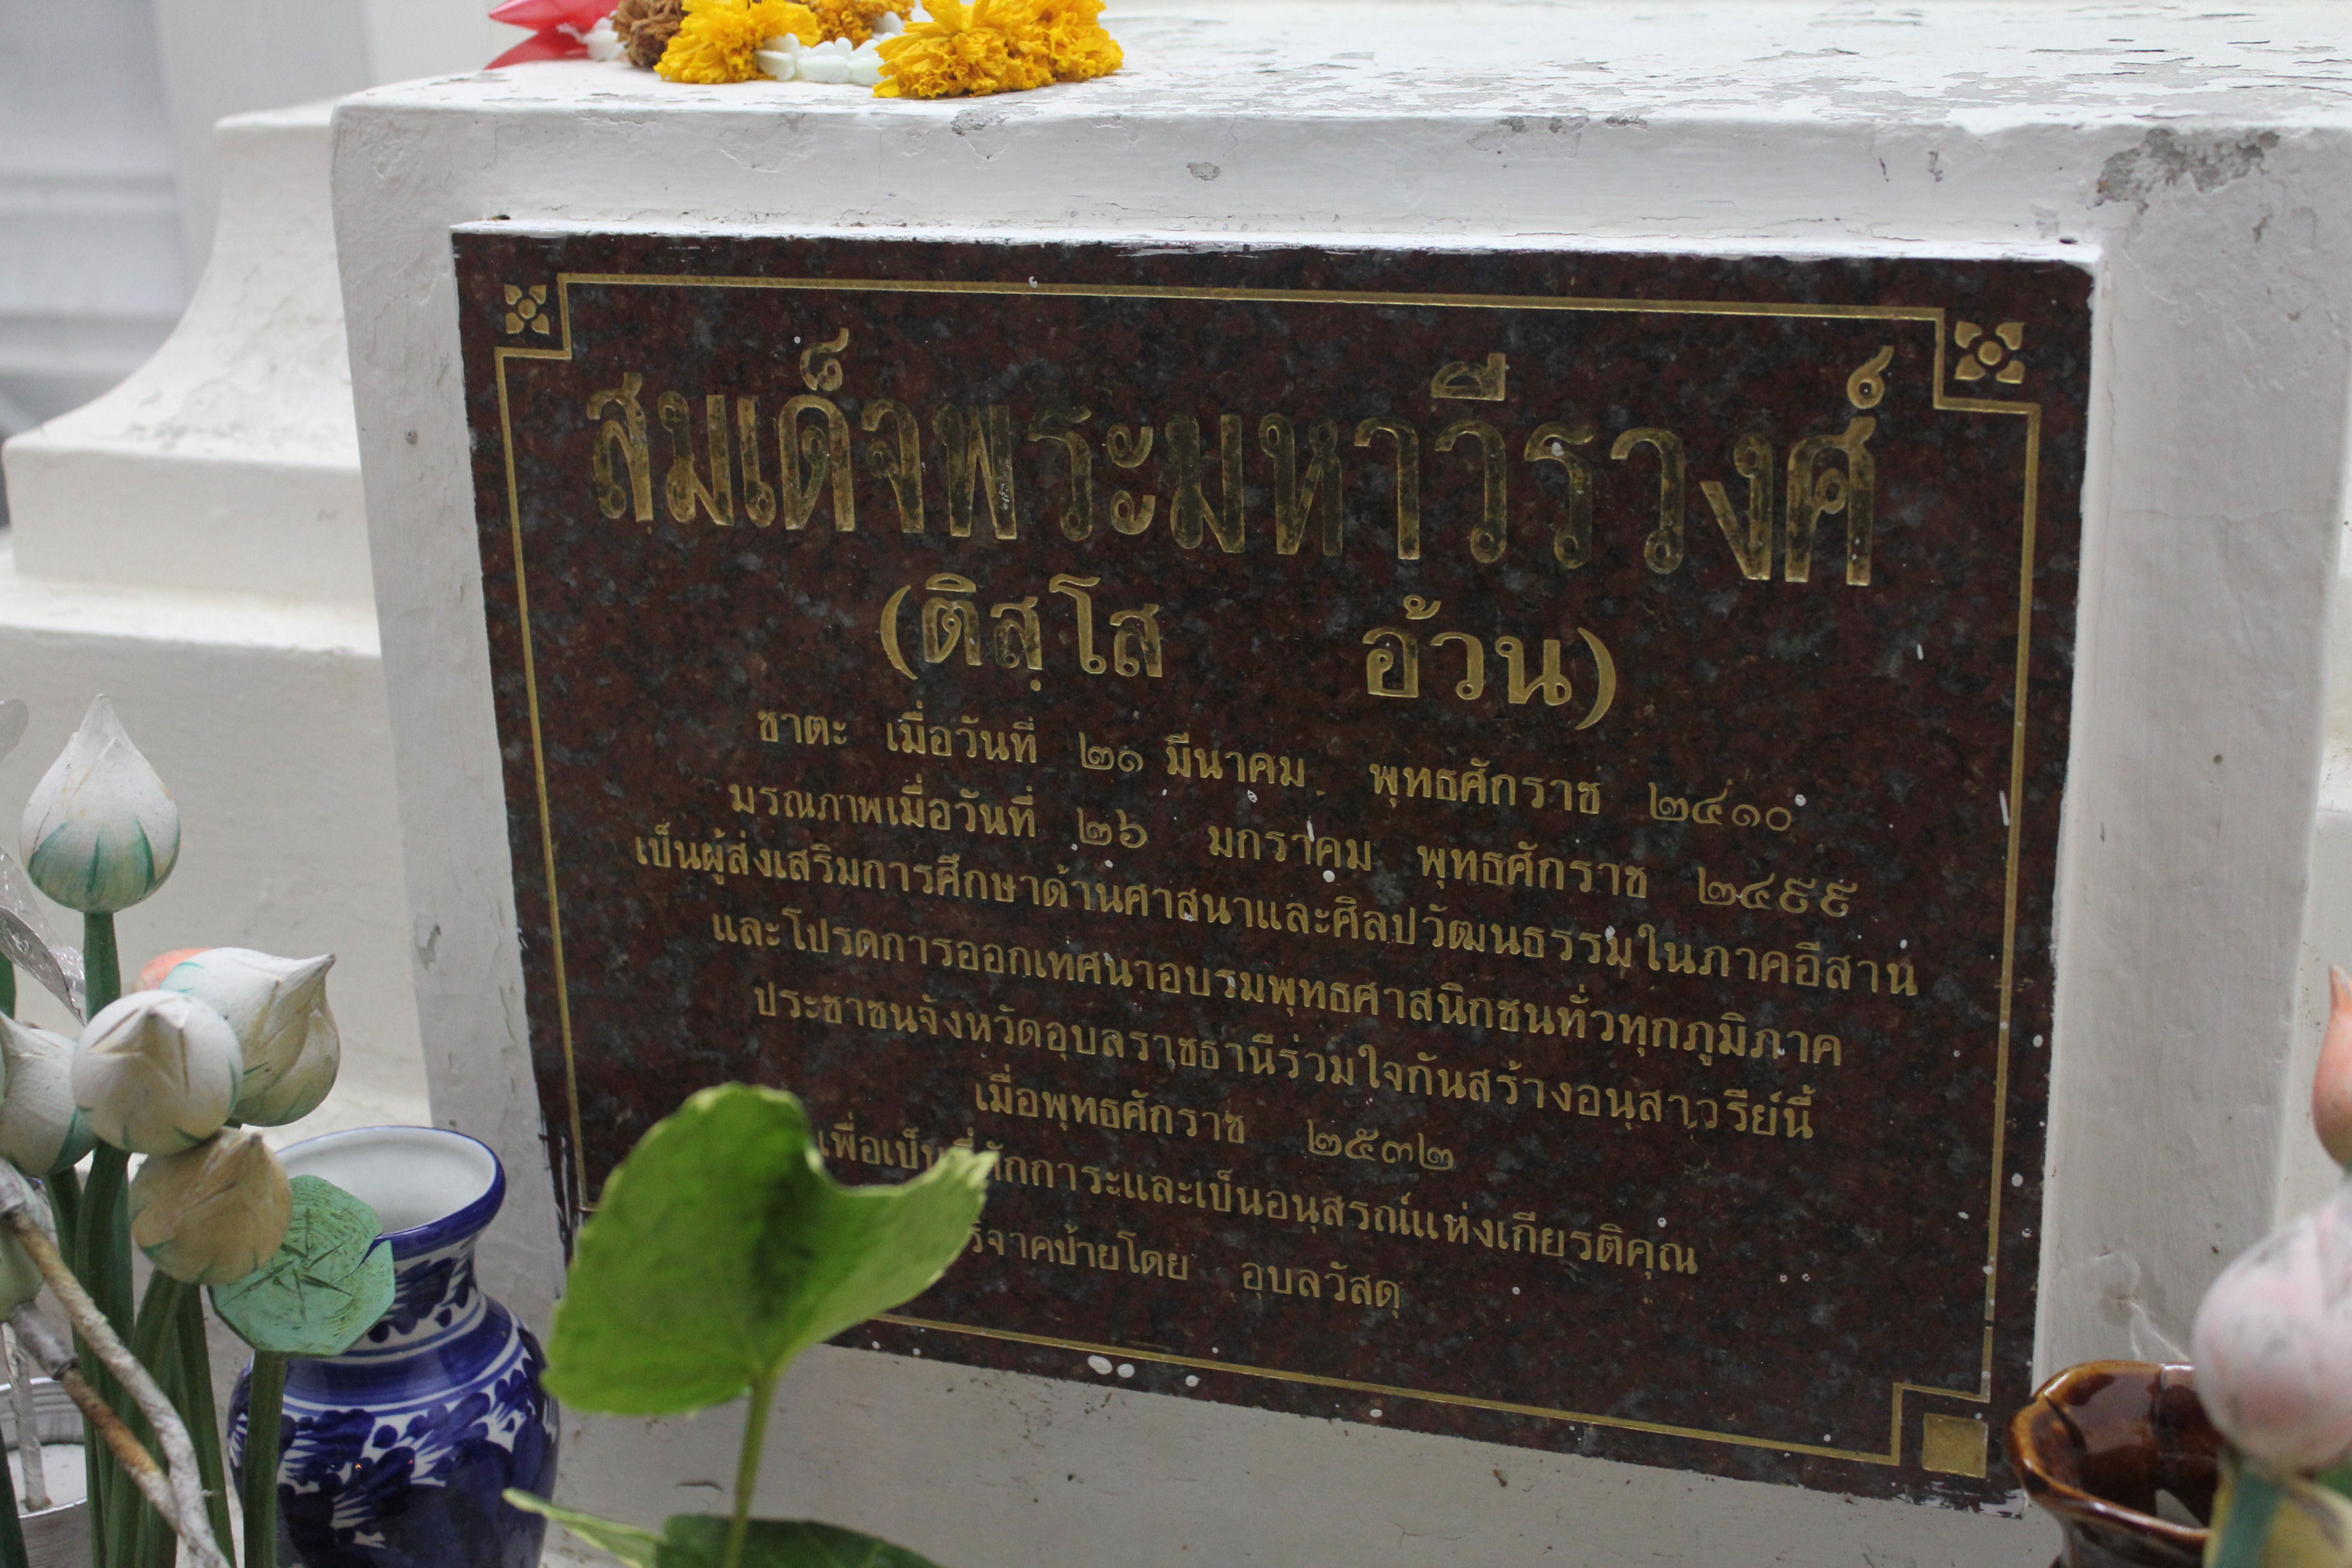 สมเด็จพระมหาวีรวงศ์
(ติสฺโส อ้วน)
ชาตะ เมื่อวันที่ ๒๑ มีนาคม พุทธศักราช ๒๔๑๐
มรณภาพเมื่อวันที่ ๒๖ มกราคม พุทธศักราช ๒๔๙๙
เป็นผู้ส่งเสริมการศึกษาด้านศาสนาและศิลปวัฒนธรรมในภาคอีสาน
และโปรดการออกเทศนาอบรมพุทธศาสนิกชนทั่วทุกภูมิภาค
ประชาชนจังหวัดอุบลราชธานีร่วมใจกันสร้างอนุสาวรีย์นี้
เมื่อพุทธศักราช ๒๕๓๒
เพื่อเป็น และเป็นอนุสรณ์แห่งเกียรติคุณ
ป้ายโดย อุบลวัสดุ